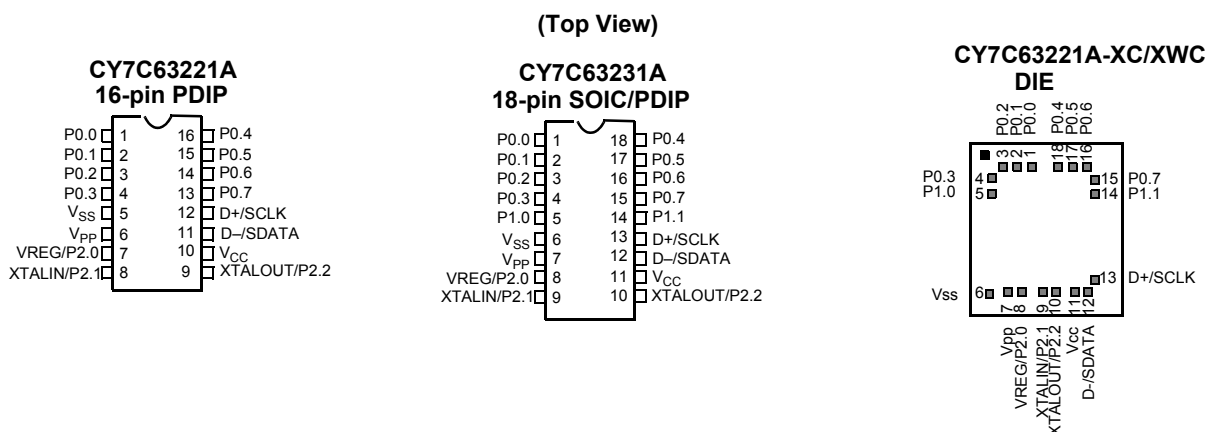 (Top View)
CY7C63221A
16-pin PDIP
P0.0 1 16 P0.4
P0.1 2 15 P0.5
P0.2 3 14 P0.6
P0.3 4 13 P0.7
VSS 5 12 D+/SCLK
VPP 6 11 D–/SDATA
VREG/P2.0 7 10 VCC
XTALIN/P2.1 8 9 XTALOUT/P2.2
CY7C63231A
18-pin SOIC/PDIP
P0.0 1 18 P0.4
P0.1 2 17 P0.5
P0.2 3 16 P0.6
P0.3 4 15 P0.7
P1.0 5 14 P1.1
VSS 6 13 D+/SCLK
VPP 7 12 D–/SDATA
VREG/P2.0 8 11 VCC
XTALIN/P2.1 9 10 XTALOUT/P2.2
CY7C63221A-XC/XWC
DIE
P0.2 P0.1 P0.0 P0.4 P0.5 P0.6
3 2 1 18 17 16
P0.3 4 15 P0.7
P1.0 5 14 P1.1
13 D+/SCLK
Vss 6
7 8 9 10 11 12
Vpp VREG/P2.0 XTALIN/P2.1 XTALOUT/P2.2 Vcc D-/SDATA